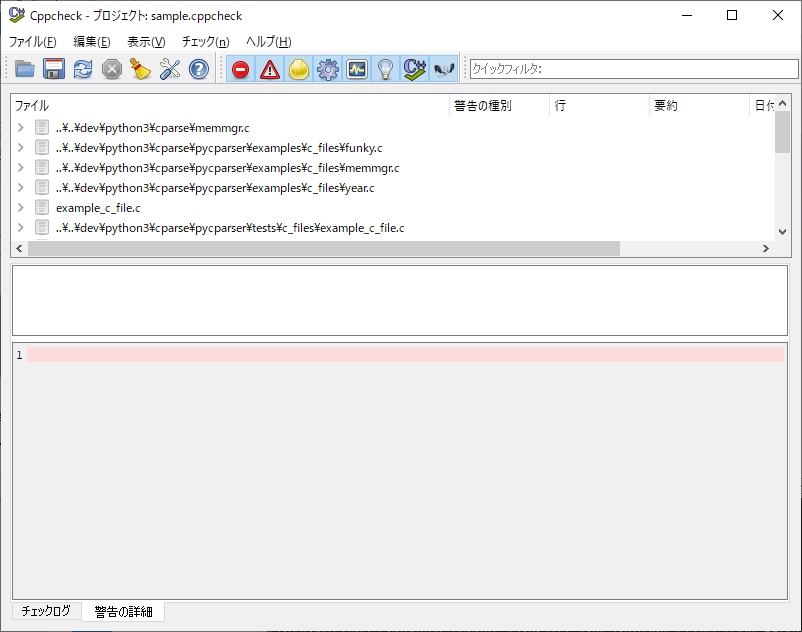 Cppcheck - プロジェクト: sample.cppcheck
ファイル(F) 編集(E) 表示(V) チェック(n) ヘルプ(H)
クイックフィルタ:
ファイル 警告の種別 行 要約 日付
..¥..¥dev¥python3¥cparse¥memmgr.c
..¥..¥dev¥python3¥cparse¥pycparser¥examples¥c_files¥funky.c
..¥..¥dev¥python3¥cparse¥pycparser¥examples¥c_files¥memmgr.c
..¥..¥dev¥python3¥cparse¥pycparser¥examples¥c_files¥year.c
example_c_file.c
..¥..¥dev¥python3¥cparse¥pycparser¥tests¥c_files¥example_c_file.c
1
チェックログ 警告の詳細